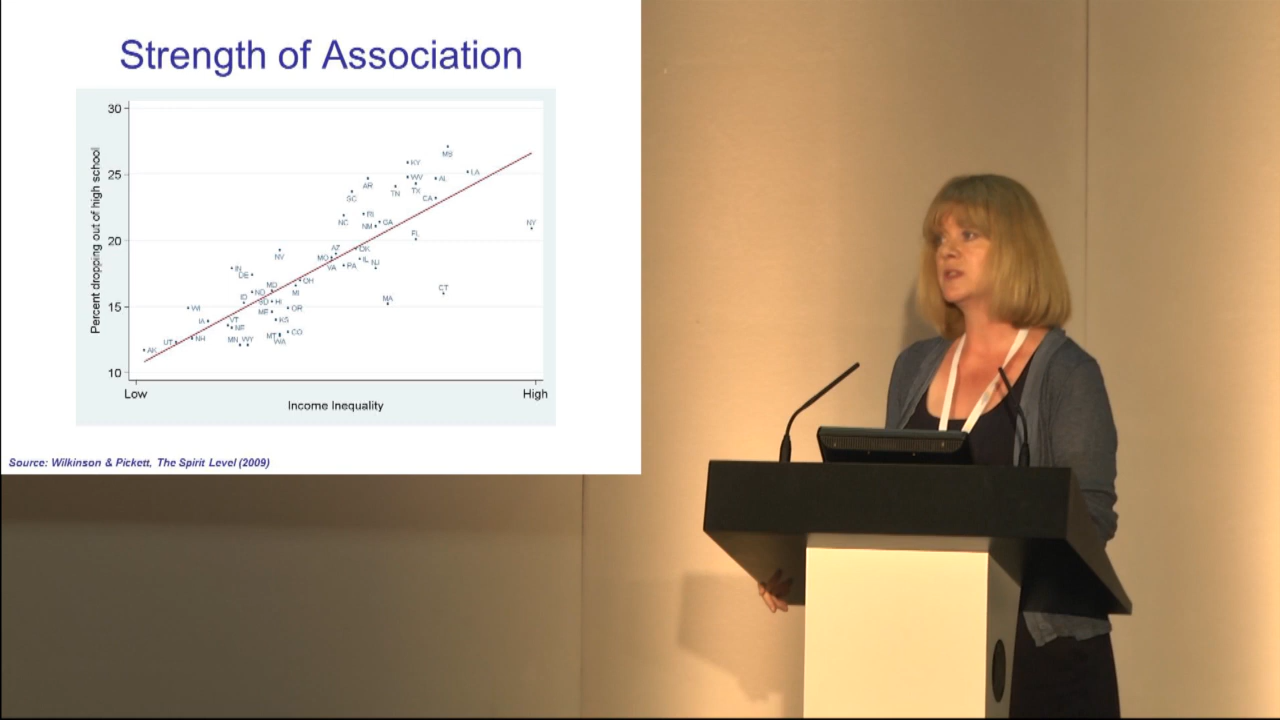 Strength of Association
30
25
20
15
10
Percent dropping out of high school
MS
KY
LA
WV
AL
AR
TX
TN
SC
CA
RI
NC
GA
NM
NY
FL
AZ
OK
NV
MO
IL
NJ
VA
PA
IN
DE
OH
MD
CT
ND
MI
ID
SD
HI
MA
WI
OR
ME
IA
VT
KS
NE
CO
MT
UT
NH
MN
WY
WA
AK
Low
High
Income Inequality
Source: Wilkinson & Pickett, The Spirit Level (2009)